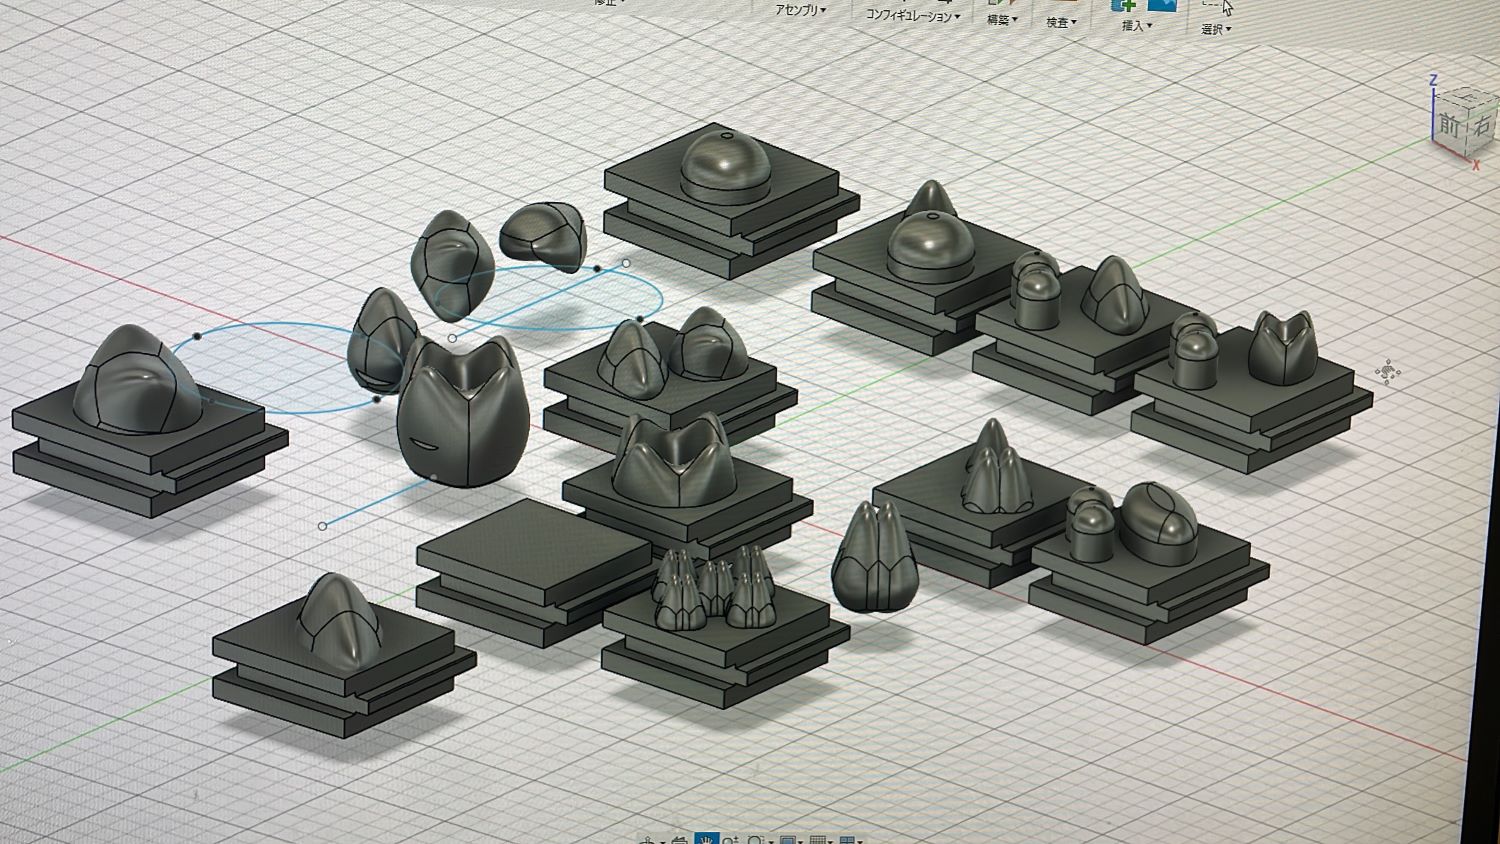 修正
アセンブリ▾
コンフィギュレーション▾
構築▾
検査▾
挿入▾
選択▾
Z
前
右
X